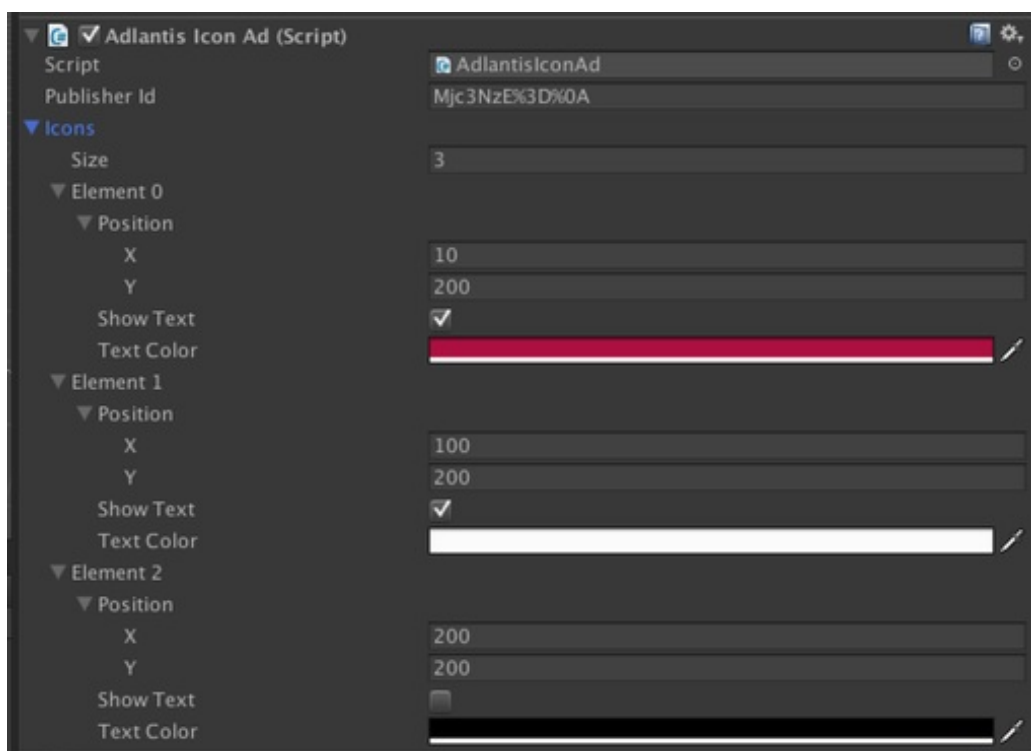 Adlantis Icon Ad (Script)
Script AdlantisIconAd
Publisher Id Mjc3NzE%3D%0A
Icons
Size 3
Element 0
Position
X 10
Y 200
Show Text
Text Color
Element 1
Position
X 100
Y 200
Show Text
Text Color
Element 2
Position
X 200
Y 200
Show Text
Text Color